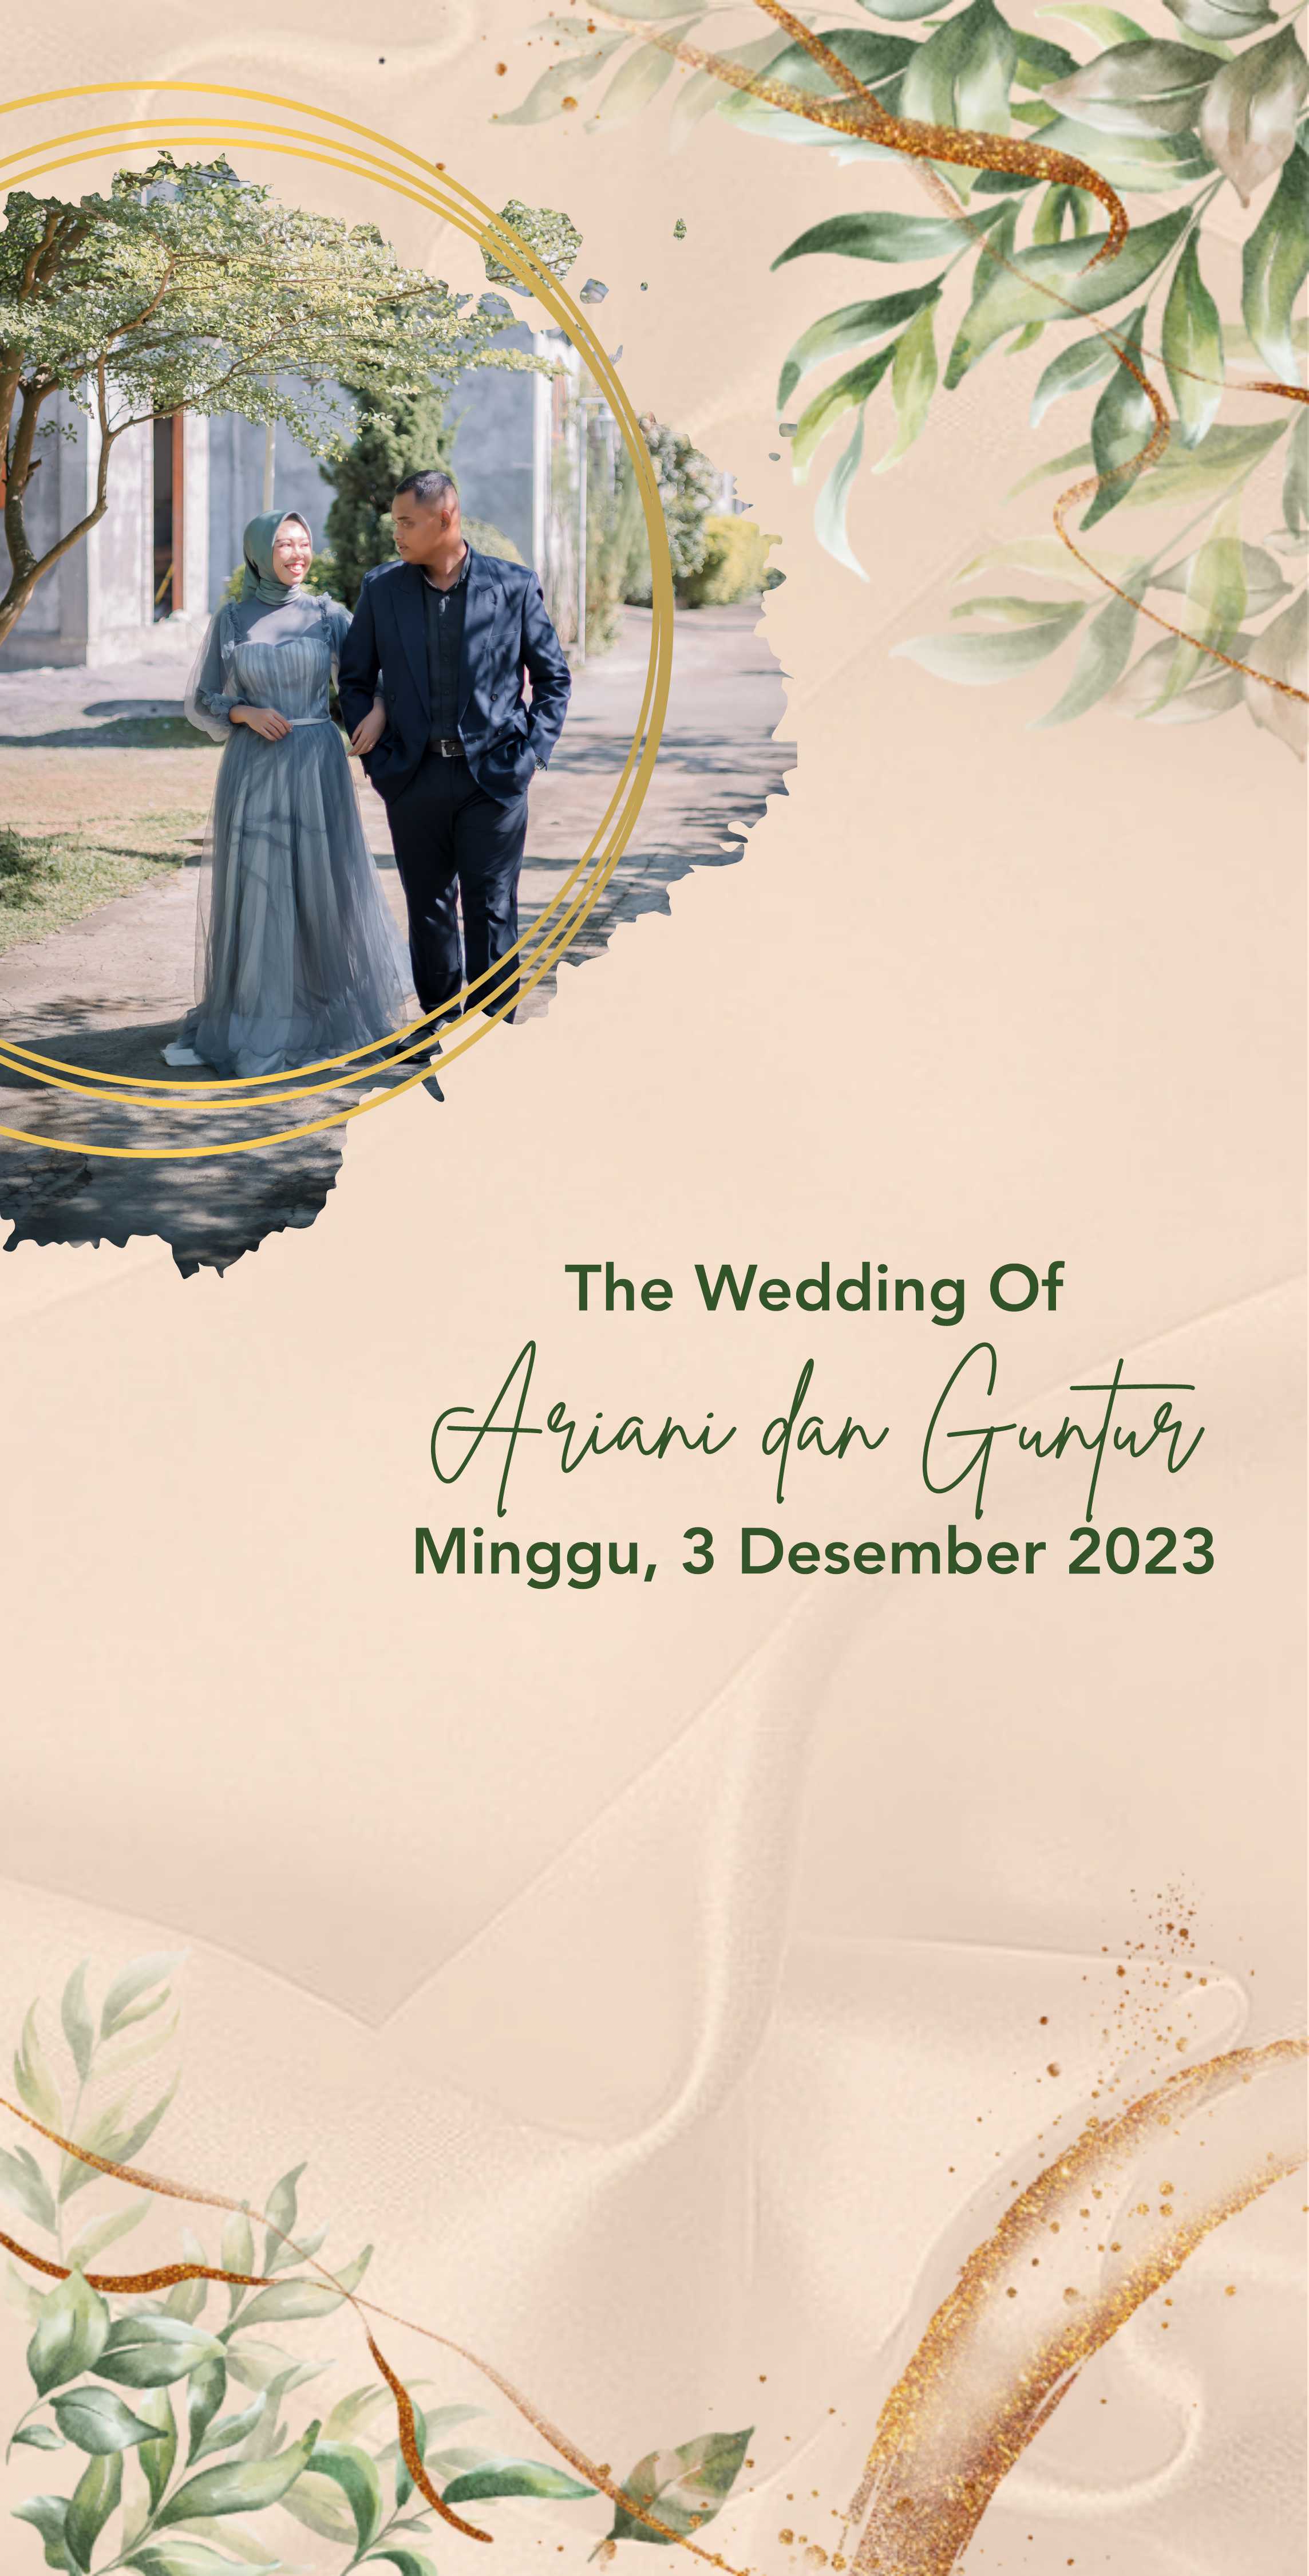 The Wedding Of
Ariani dan Guntur
Minggu, 3 Desember 2023